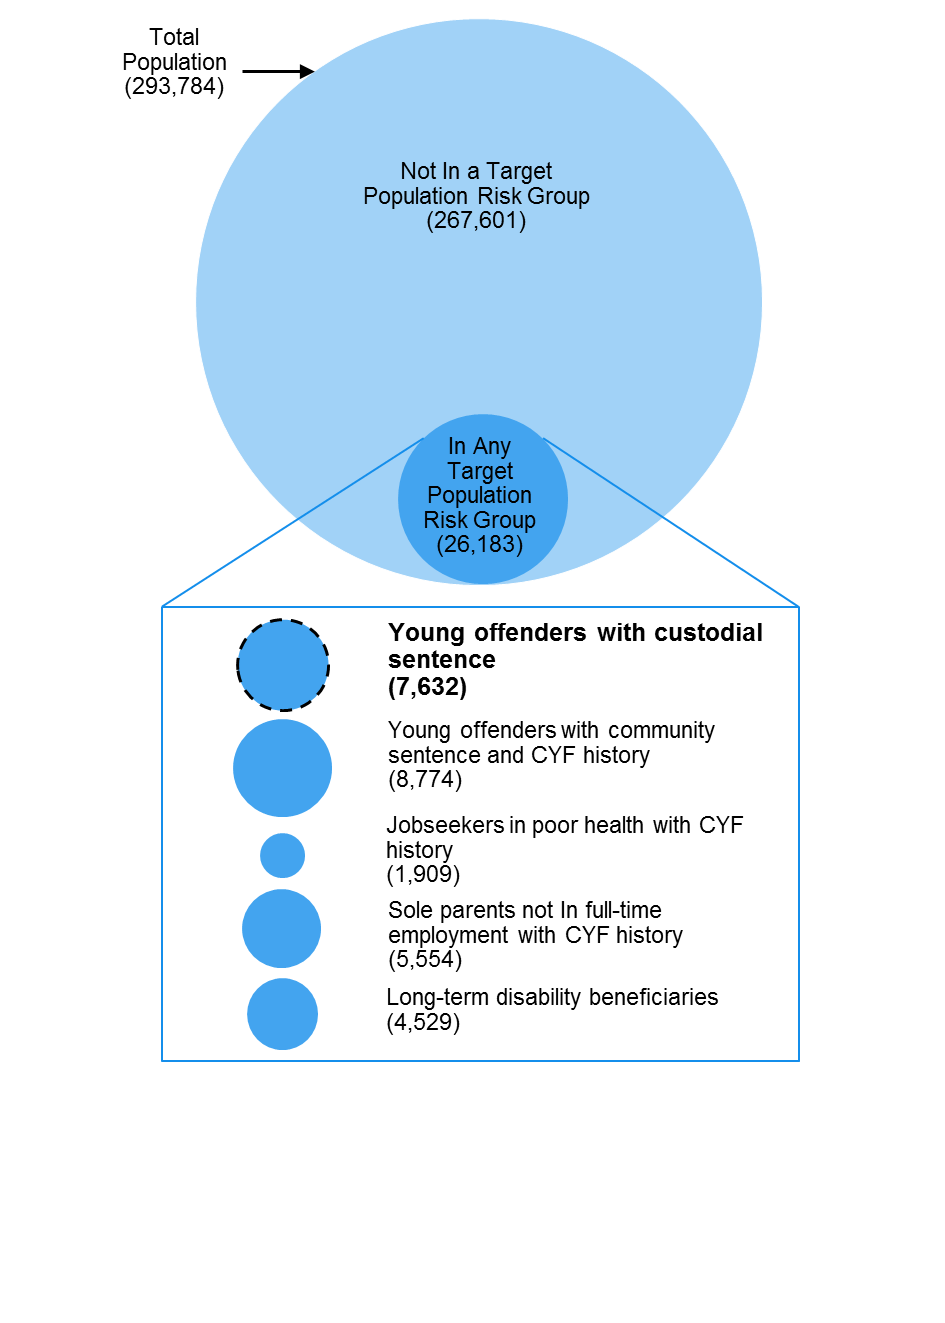 Total
Population
(293,784)
Not In a Target
Population Risk Group
(267,601)
In Any
Target
Population
Risk Group
(26,183)
Young offenders with custodial
sentence
(7,632)
Young offenders with community
sentence and CYF history
(8,774)
Jobseekers in poor health with CYF
history
(1,909)
Sole parents not In full-time
employment with CYF history
(5,554)
Long-term disability beneficiaries
(4,529)